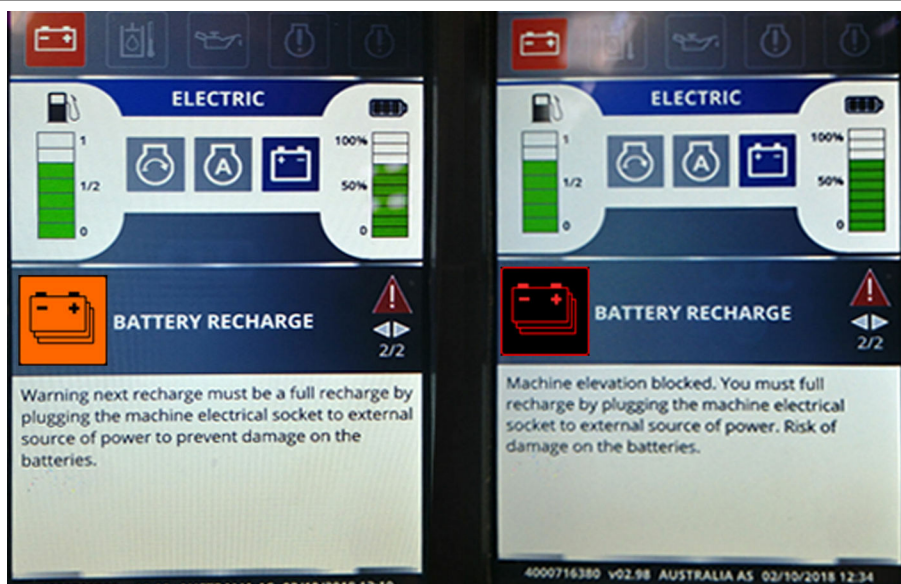 ELECTRIC
1
1/2
0
A
100%
50%
0
BATTERY RECHARGE
2/2
Warning next recharge must be a full recharge by
plugging the machine electrical socket to external
source of power to prevent damage on the
batteries.
ELECTRIC
1
1/2
0
A
100%
50%
0
BATTERY RECHARGE
2/2
Machine elevation blocked. You must full
recharge by plugging the machine electrical
socket to external source of power. Risk of
damage on the batteries.
4000716380 v02.98 AUSTRALIA AS 02/10/2018 12:34